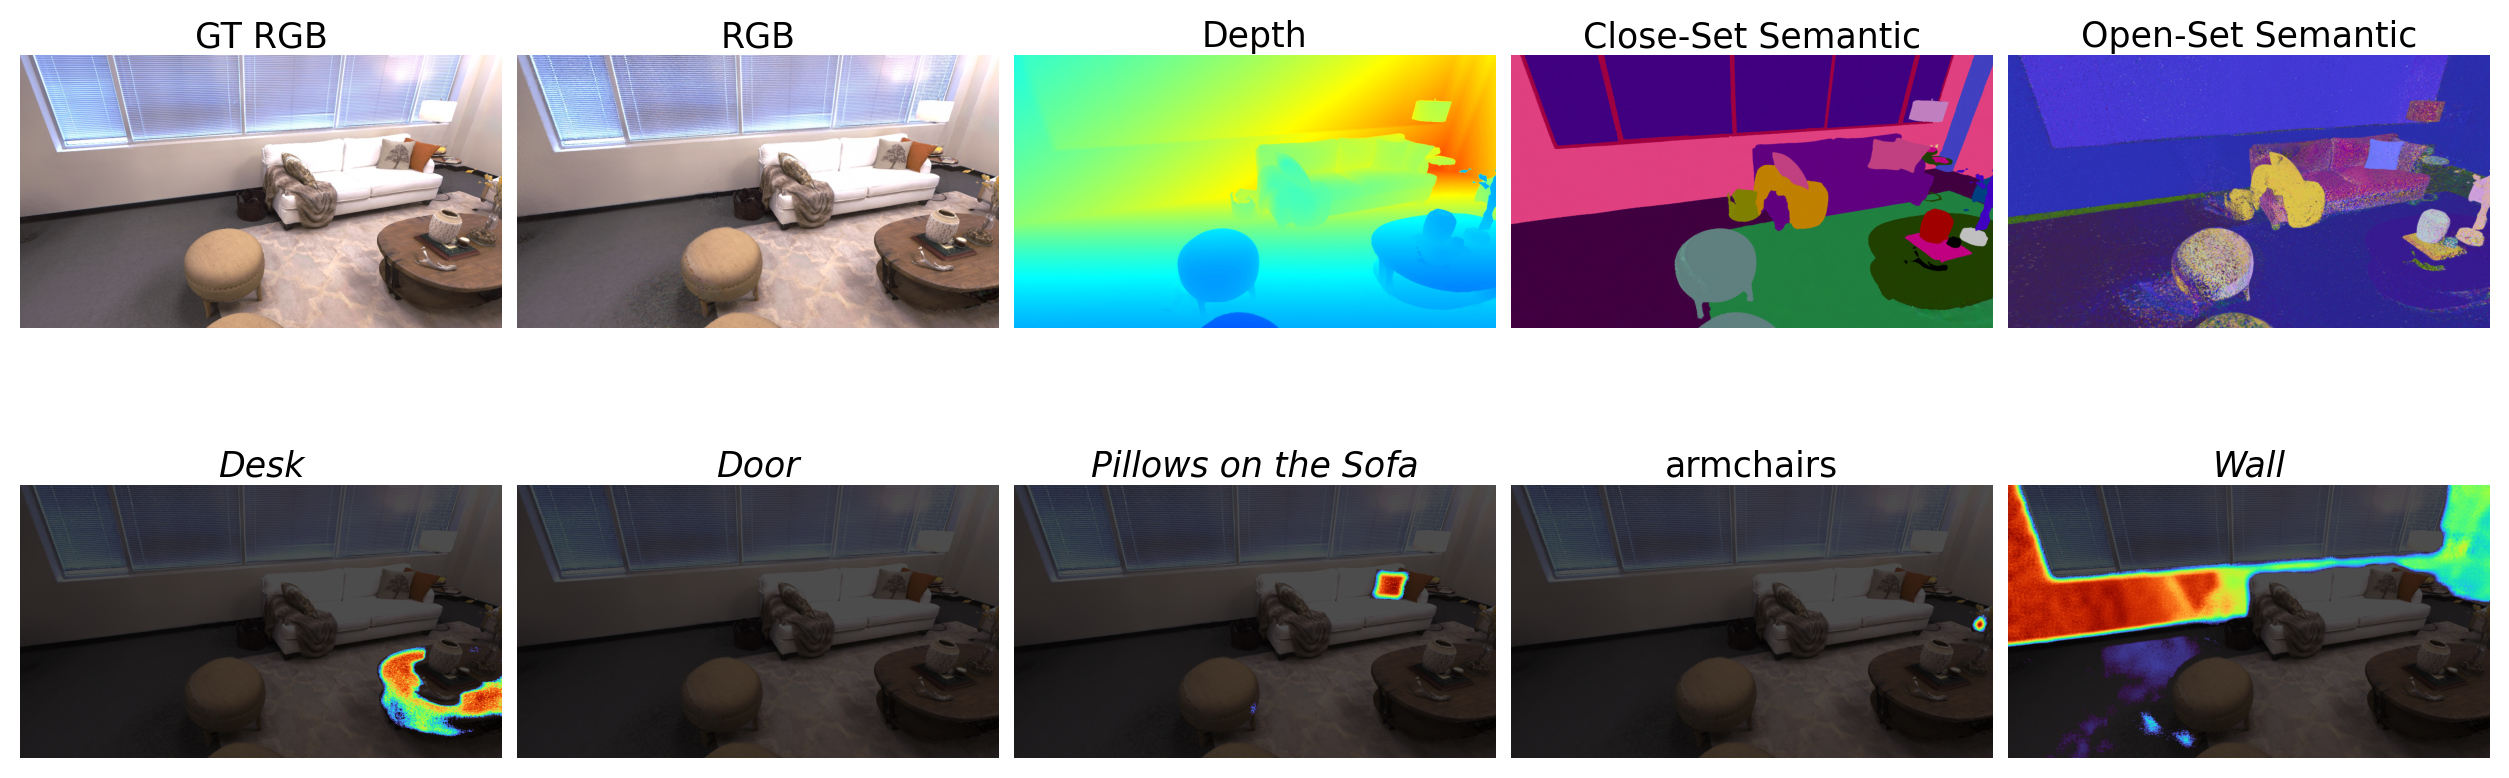 GT RGB
RGB
Depth
Close-Set Semantic
Open-Set Semantic
Desk
Door
Pillows on the Sofa
armchairs
Wall